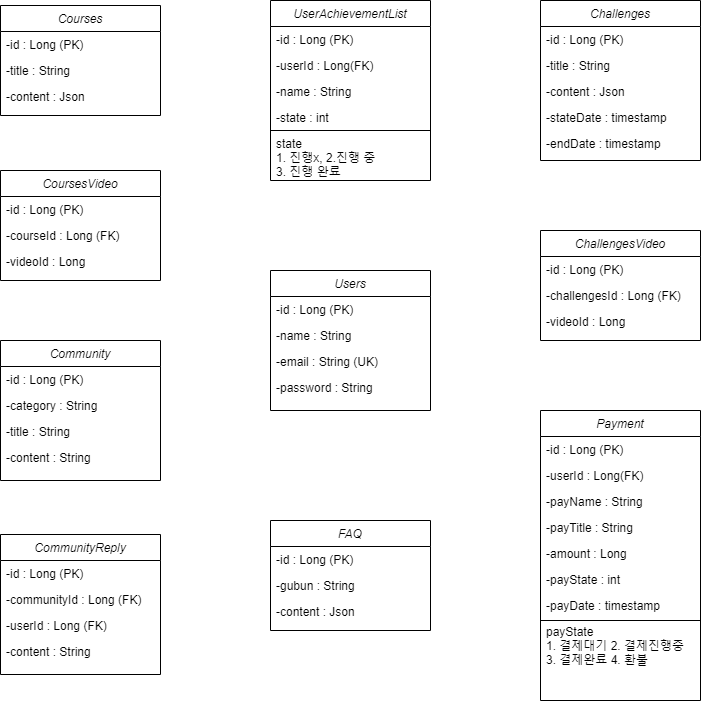 Courses
-id : Long (PK)
-title : String
-content : Json
CoursesVideo
-id : Long (PK)
-courseId : Long (FK)
-videoId : Long
Community
-id : Long (PK)
-category : String
-title : String
-content : String
CommunityReply
-id : Long (PK)
-communityId : Long (FK)
-userId : Long (FK)
-content : String
UserAchievementList
-id : Long (PK)
-userId : Long(FK)
-name : String
-state : int
state
1. 진행x, 2.진행 중
3. 진행 완료
Users
-id : Long (PK)
-name : String
-email : String (UK)
-password : String
FAQ
-id : Long (PK)
-gubun : String
-content : Json
Challenges
-id : Long (PK)
-title : String
-content : Json
-stateDate : timestamp
-endDate : timestamp
ChallengesVideo
-id : Long (PK)
-challengesId : Long (FK)
-videoId : Long
Payment
-id : Long (PK)
-userId : Long(FK)
-payName : String
-payTitle : String
-amount : Long
-payState : int
-payDate : timestamp
payState
1. 결제대기 2. 결제진행중
3. 결제완료 4. 환불